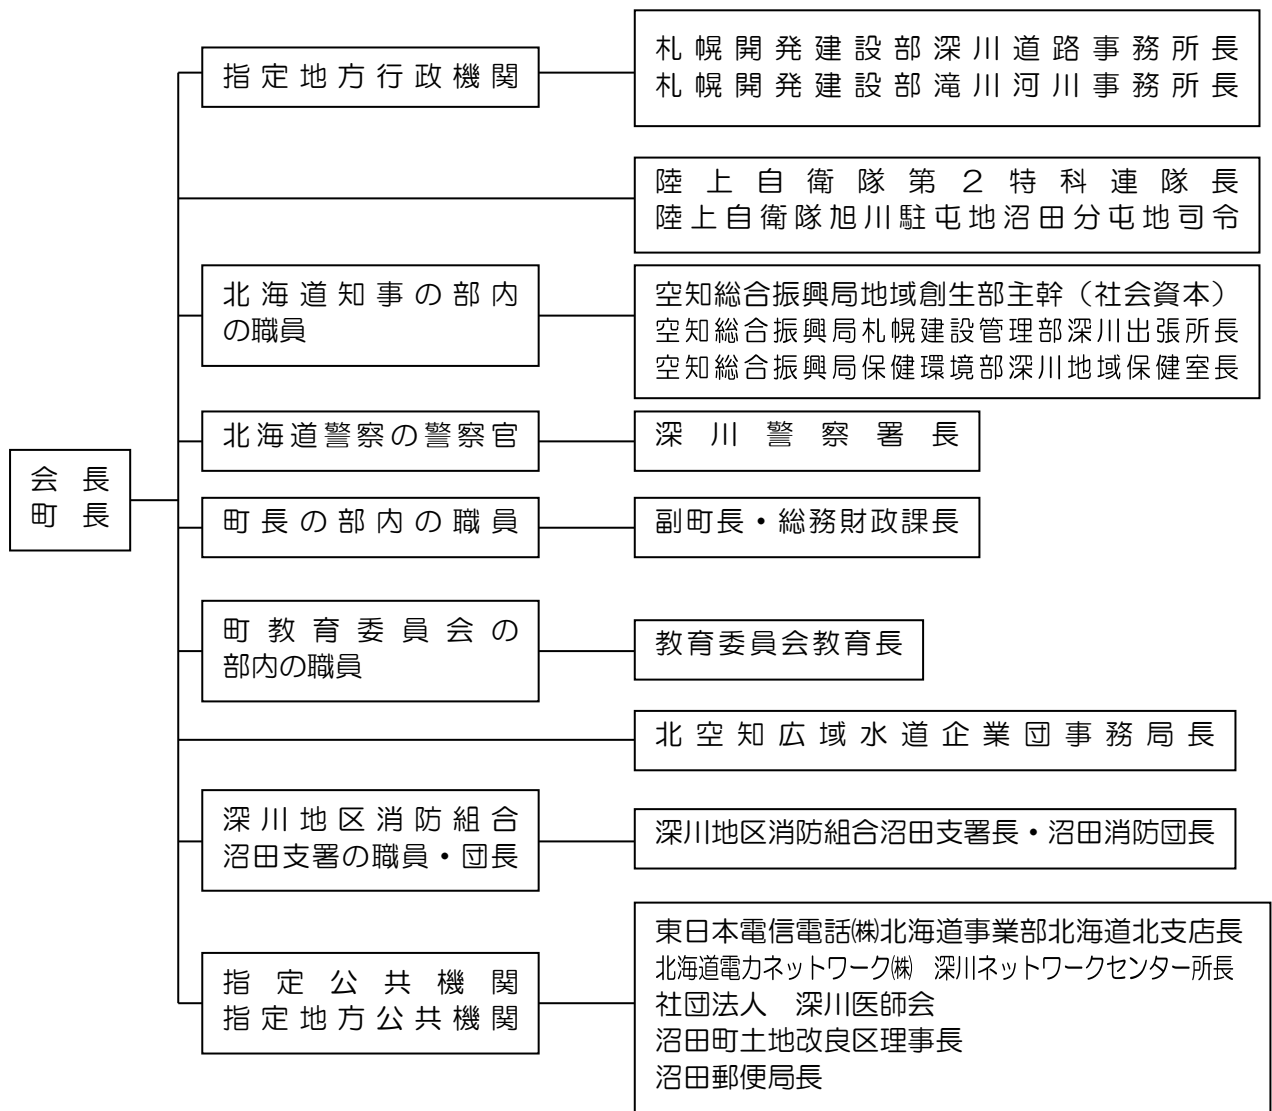 会長
町長
指定地方行政機関
札幌開発建設部深川道路事務所長
札幌開発建設部滝川河川事務所長
陸上自衛隊第2特科連隊長
陸上自衛隊旭川駐屯地沼田分屯地司令
北海道知事の部内
の職員
空知総合振興局地域創生部主幹（社会資本）
空知総合振興局札幌建設管理部深川出張所長
空知総合振興局保健環境部深川地域保健室長
北海道警察の警察官
深川警察署長
町長の部内の職員
副町長・総務財政課長
町教育委員会の
部内の職員
教育委員会教育長
北空知広域水道企業団事務局長
深川地区消防組合
沼田支署の職員・団長
深川地区消防組合沼田支署長・沼田消防団長
指定公共機関
指定地方公共機関
東日本電信電話㈱北海道事業部北海道北支店長
北海道電力ネットワーク㈱　深川ネットワークセンター所長
社団法人　深川医師会
沼田町土地改良区理事長
沼田郵便局長